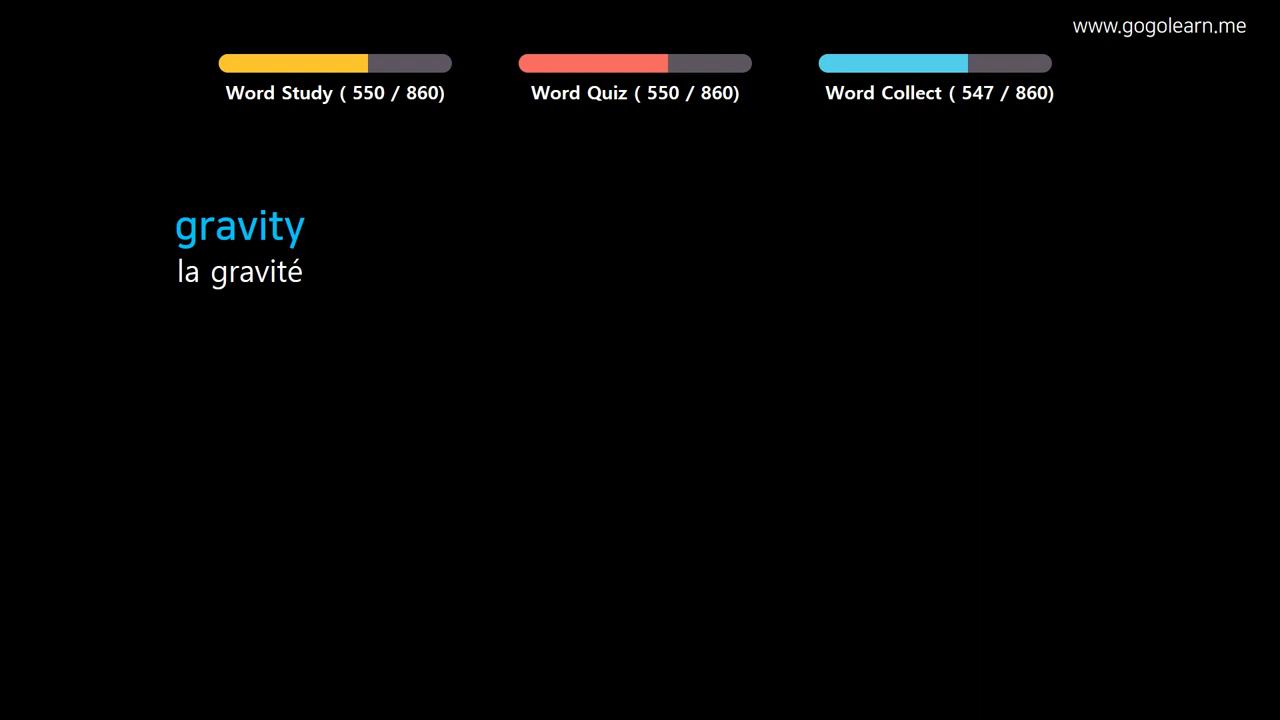 www.gogolearn.me
Word Study ( 550 / 860)
Word Quiz ( 550 / 860)
Word Collect ( 547 / 860)
gravity
la gravité